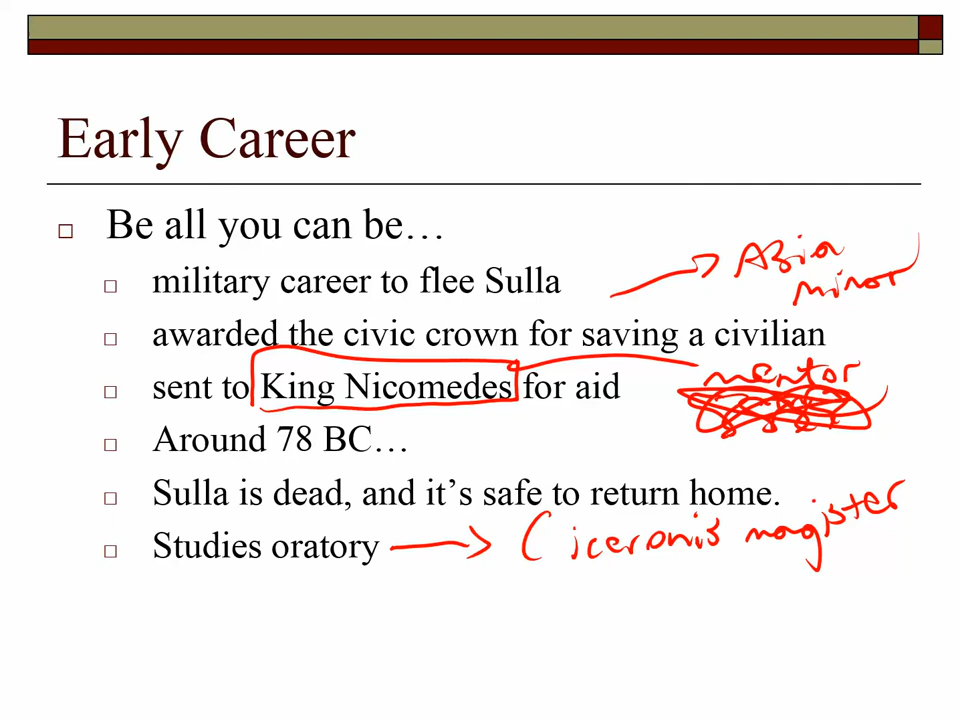 Early Career
Be all you can be…
military career to flee Sulla
Asia
minor
awarded the civic crown for saving a civilian
sent to King Nicomedes for aid
mentor
Around 78 BC…
Sulla is dead, and it’s safe to return home.
Studies oratory
Ciceronis magister